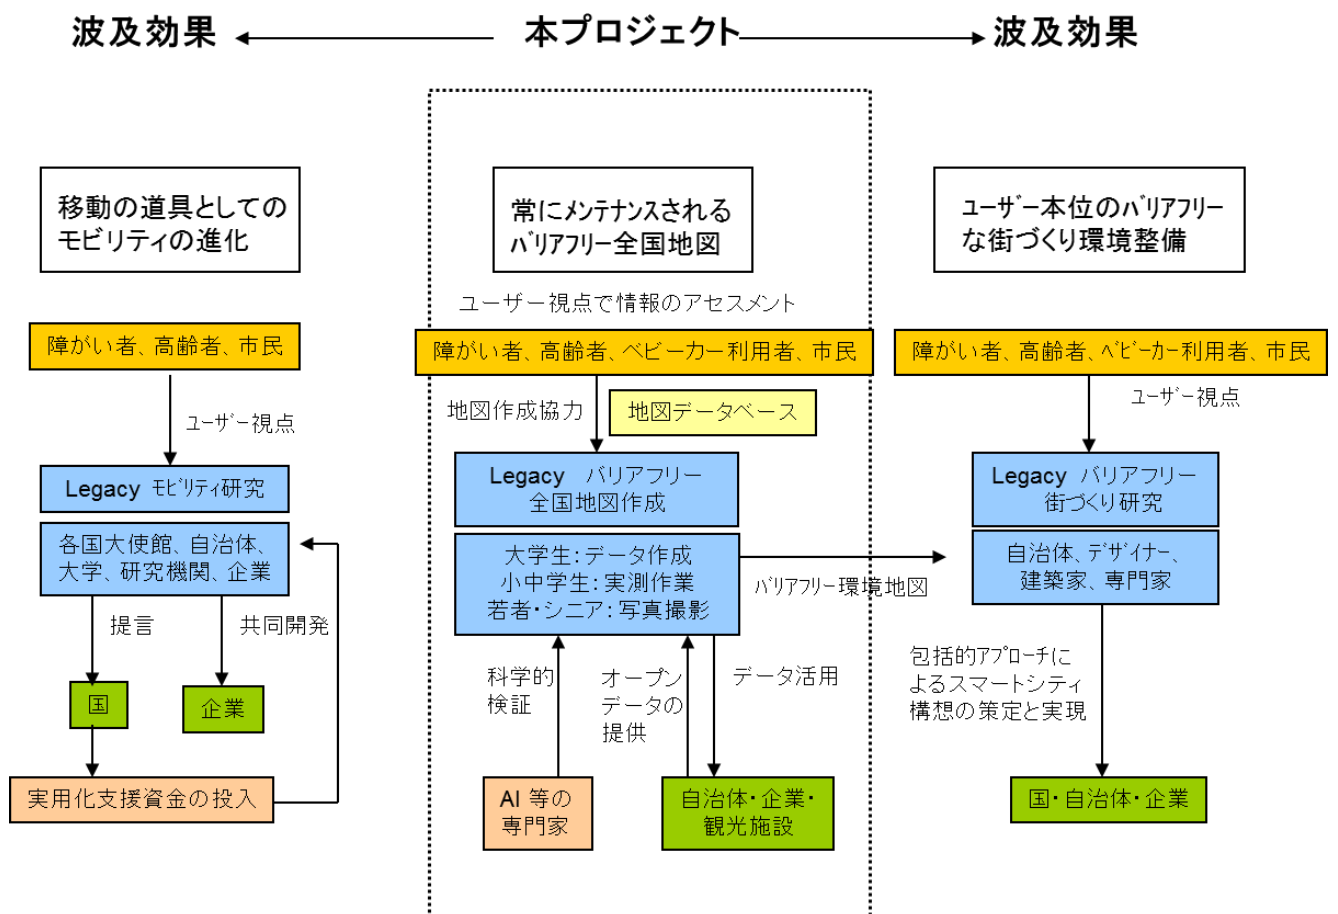 波及効果
本プロジェクト
波及効果
移動の道具としての
モビリティの進化
常にメンテナンスされる
バリアフリー全国地図
ユーザー本位のバリアフリー
な街づくり環境整備
ユーザー視点で情報のアセスメント
障がい者、高齢者、市民
障がい者、高齢者、ベビーカー利用者、市民
障がい者、高齢者、ベビーカー利用者、市民
ユーザー視点
地図作成協力
地図データベース
ユーザー視点
Legacy モビリティ研究
Legacy バリアフリー
全国地図作成
Legacy バリアフリー
街づくり研究
各国大使館、自治体、
大学、研究機関、企業
大学生:データ作成
小中学生:実測作業
若者・シニア:写真撮影
バリアフリー環境地図
自治体、デザイナー、
建築家、専門家
提言
共同開発
科学的
検証
オープン
データの
提供
データ活用
包括的アプローチに
よるスマートシティ
構想の策定と実現
国
企業
実用化支援資金の投入
AI 等の
専門家
自治体・企業・
観光施設
国・自治体・企業